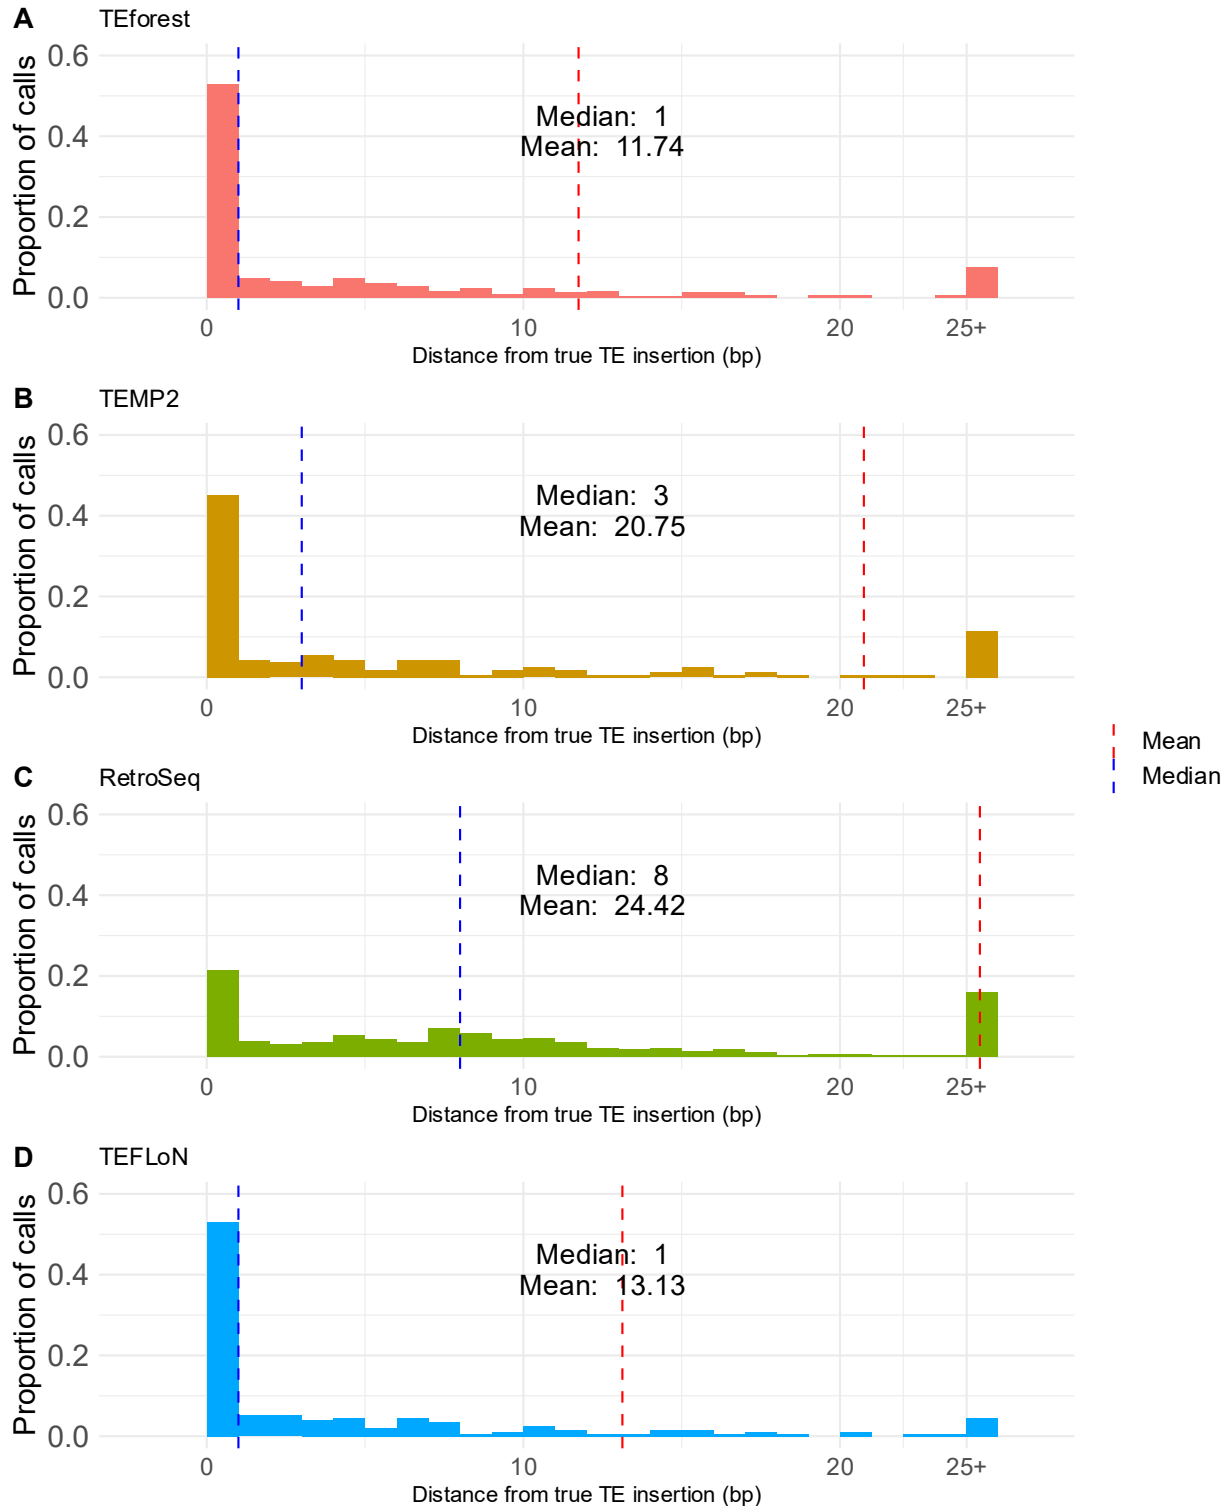 A TEforest
Proportion of calls
0.6
0.4
0.2
0.0
Median: 1
Mean: 11.74
0 10 20 25+
Distance from true TE insertion (bp)
B TEMP2
Proportion of calls
0.6
0.4
0.2
0.0
Median: 3
Mean: 20.75
0 10 20 25+
Distance from true TE insertion (bp)
Mean
Median
C RetroSeq
Proportion of calls
0.6
0.4
0.2
0.0
Median: 8
Mean: 24.42
0 10 20 25+
Distance from true TE insertion (bp)
D TEFLoN
Proportion of calls
0.6
0.4
0.2
0.0
Median: 1
Mean: 13.13
0 10 20 25+
Distance from true TE insertion (bp)